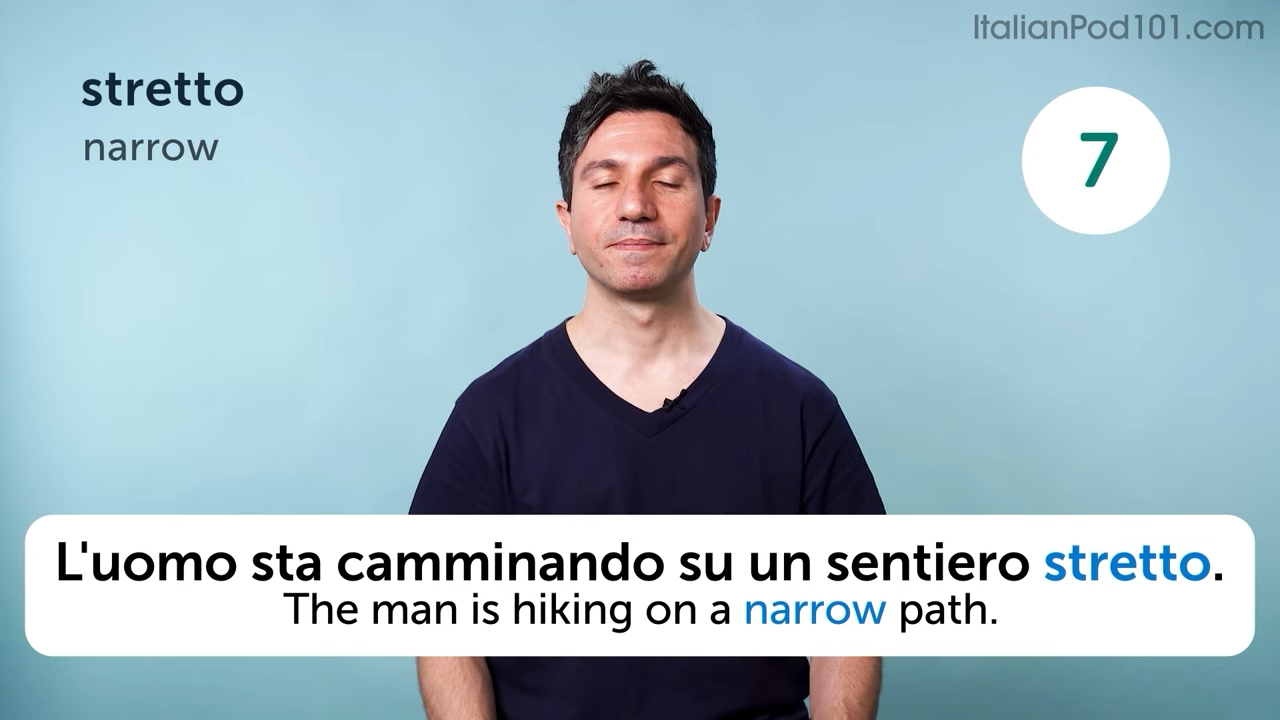 ItalianPod101.com
stretto
narrow
7
L'uomo sta camminando su un sentiero stretto.
The man is hiking on a narrow path.